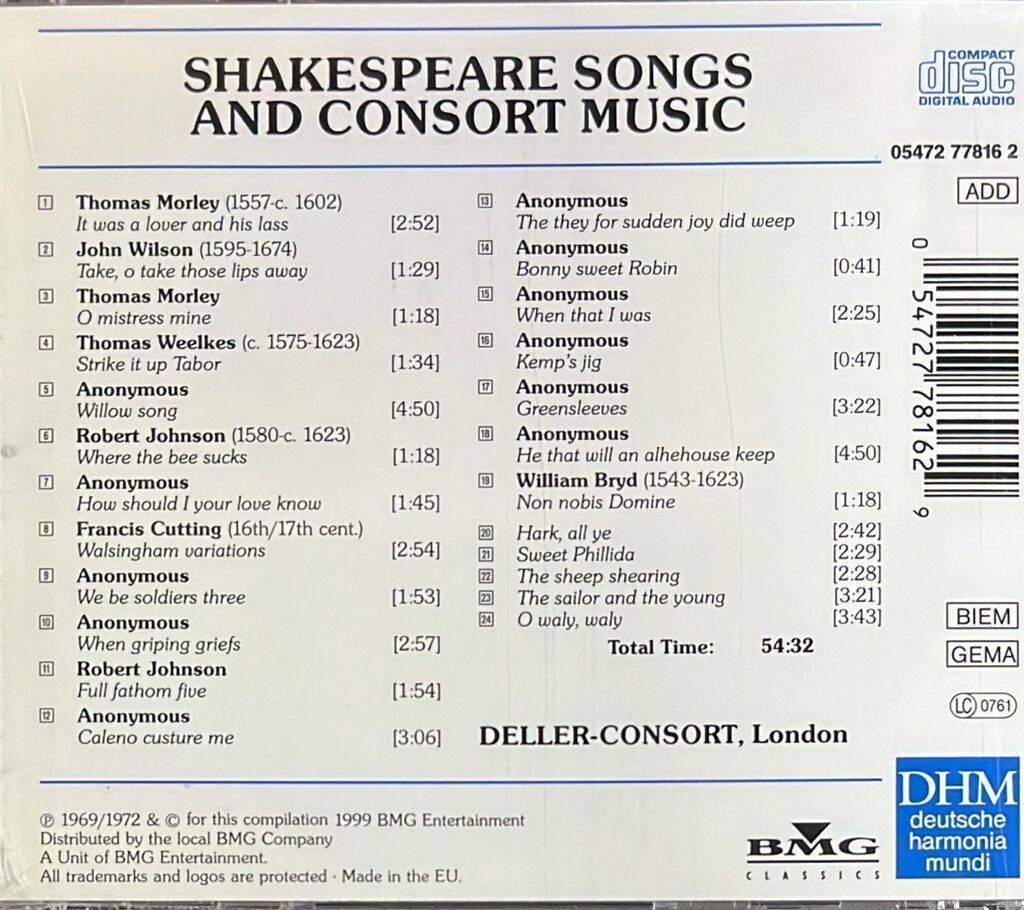 SHAKESPEARE SONGS
AND CONSORT MUSIC
COMPACT
disc
DIGITAL AUDIO
05472 77816 2
ADD
1 Thomas Morley (1557-c. 1602)
It was a lover and his lass [2:52]
2 John Wilson (1595-1674)
Take, o take those lips away [1:29]
3 Thomas Morley
O mistress mine [1:18]
4 Thomas Weelkes (c. 1575-1623)
Strike it up Tabor [1:34]
5 Anonymous
Willow song [4:50]
6 Robert Johnson (1580-c. 1623)
Where the bee sucks [1:18]
7 Anonymous
How should I your love know [1:45]
8 Francis Cutting (16th/17th cent.)
Walsingham variations [2:54]
9 Anonymous
We be soldiers three [1:53]
10 Anonymous
When griping griefs [2:57]
11 Robert Johnson
Full fathom five [1:54]
12 Anonymous
Caleno custure me [3:06]
13 Anonymous
The they for sudden joy did weep [1:19]
14 Anonymous
Bonny sweet Robin [0:41]
15 Anonymous
When that I was [2:25]
16 Anonymous
Kemp's jig [0:47]
17 Anonymous
Greensleeves [3:22]
18 Anonymous
He that will an alhehouse keep [4:50]
19 William Bryd (1543-1623)
Non nobis Domine [1:18]
20 Hark, all ye [2:42]
21 Sweet Phillida [2:29]
22 The sheep shearing [2:28]
23 The sailor and the young [3:21]
24 O waly, waly [3:43]
Total Time: 54:32
DELLER-CONSORT, London
0 54727 78162 9
BIEM
GEMA
LC 0761
DHM
deutsche
harmonia
mundi
BMG
CLASSICS
℗ 1969/1972 & © for this compilation 1999 BMG Entertainment
Distributed by the local BMG Company
A Unit of BMG Entertainment.
All trademarks and logos are protected · Made in the EU.